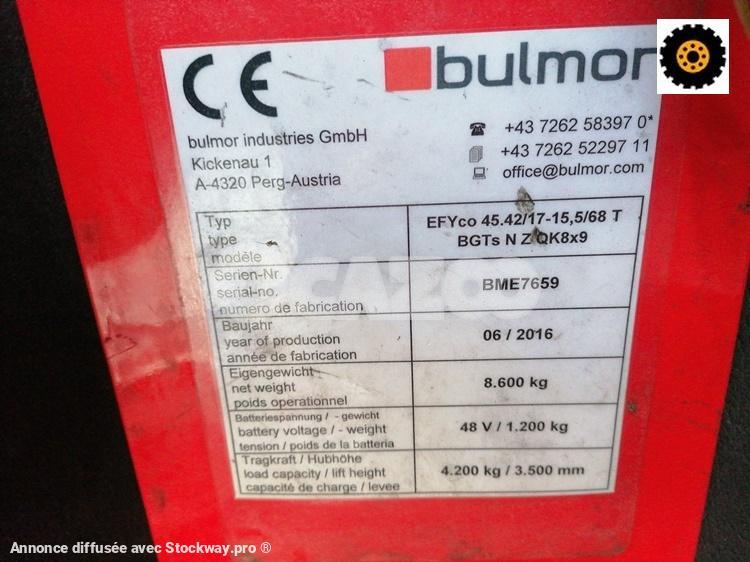 CE
bulmor
bulmor industries GmbH
Kickenau 1
A-4320 Perg-Austria
+43 7262 58397 0*
+43 7262 52297 11
office@bulmor.com
Typ
type
modèle
EFYco 45.42/17-15,5/68 T
BGTs N Z QK8x9
Serien-Nr.
serial-no.
numero de fabrication
BME7659
Baujahr
year of production
année de fabrication
06 / 2016
Eigengewicht
net weight
poids operationnel
8.600 kg
Batteriespannung / - gewicht
battery voltage / - weight
tension / poids de la batteria
48 V / 1.200 kg
Tragkraft / Hubhöhe
load capacity / lift height
capacité de charge / levee
4.200 kg / 3.500 mm
Annonce diffusée avec Stockway.pro ®